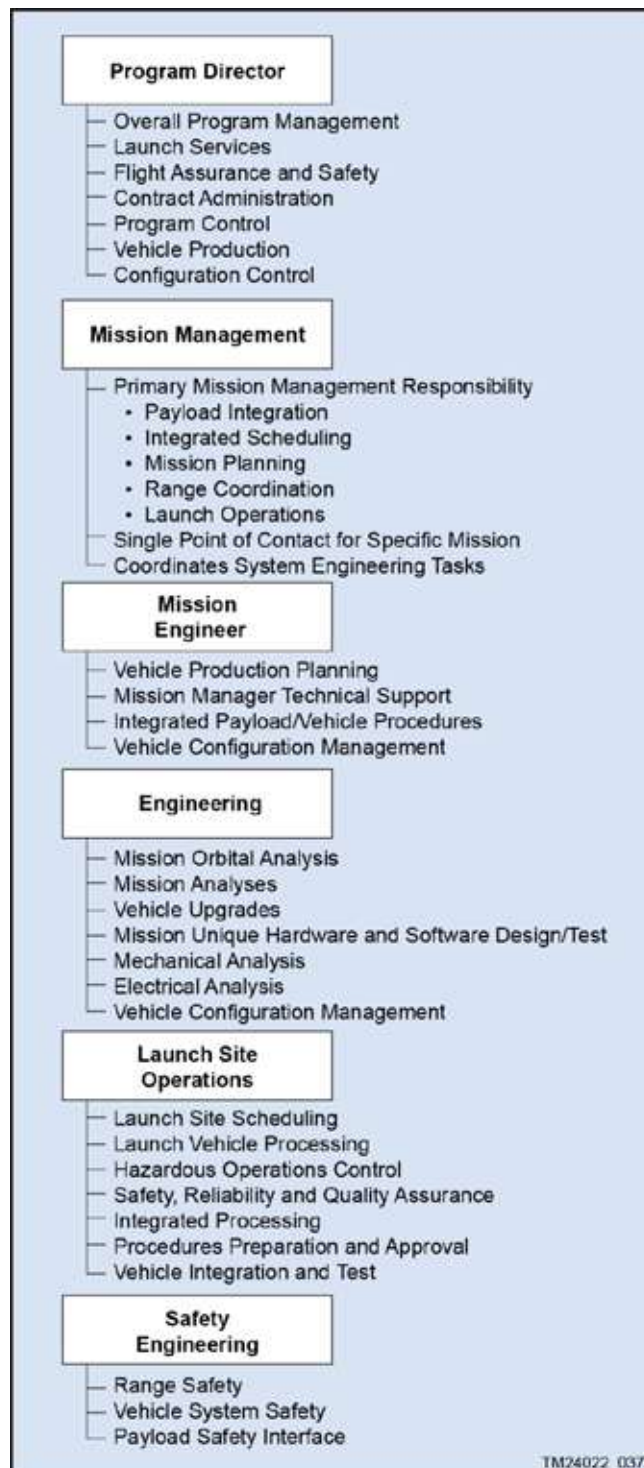 Program Director
Overall Program Management
Launch Services
Flight Assurance and Safety
Contract Administration
Program Control
Vehicle Production
Configuration Control
Mission Management
Primary Mission Management Responsibility
• Payload Integration
• Integrated Scheduling
• Mission Planning
• Range Coordination
• Launch Operations
Single Point of Contact for Specific Mission
Coordinates System Engineering Tasks
Mission
Engineer
Vehicle Production Planning
Mission Manager Technical Support
Integrated Payload/Vehicle Procedures
Vehicle Configuration Management
Engineering
Mission Orbital Analysis
Mission Analyses
Vehicle Upgrades
Mission Unique Hardware and Software Design/Test
Mechanical Analysis
Electrical Analysis
Vehicle Configuration Management
Launch Site
Operations
Launch Site Scheduling
Launch Vehicle Processing
Hazardous Operations Control
Safety, Reliability and Quality Assurance
Integrated Processing
Procedures Preparation and Approval
Vehicle Integration and Test
Safety
Engineering
Range Safety
Vehicle System Safety
Payload Safety Interface
TM24022_037